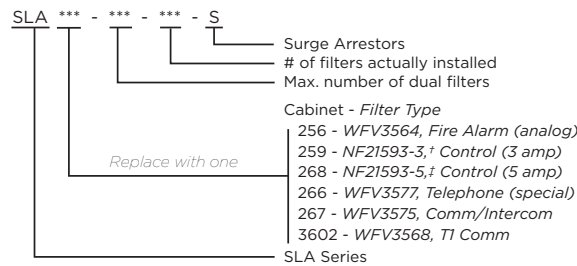 SLA *** - *** - *** - S
Surge Arrestors
# of filters actually installed
Max. number of dual filters
Cabinet - Filter Type
256 - WFV3564, Fire Alarm (analog)
259 - NF21593-3,† Control (3 amp)
268 - NF21593-5,‡ Control (5 amp)
266 - WFV3577, Telephone (special)
267 - WFV3575, Comm/Intercom
3602 - WFV3568, T1 Comm
Replace with one
SLA Series